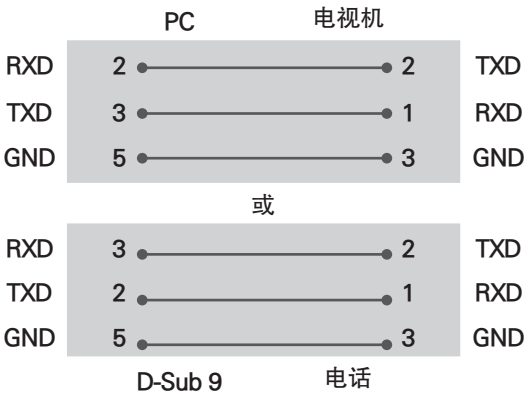 PC 电视机
RXD 2 2 TXD
TXD 3 1 RXD
GND 5 3 GND
或
RXD 3 2 TXD
TXD 2 1 RXD
GND 5 3 GND
D-Sub 9 电话